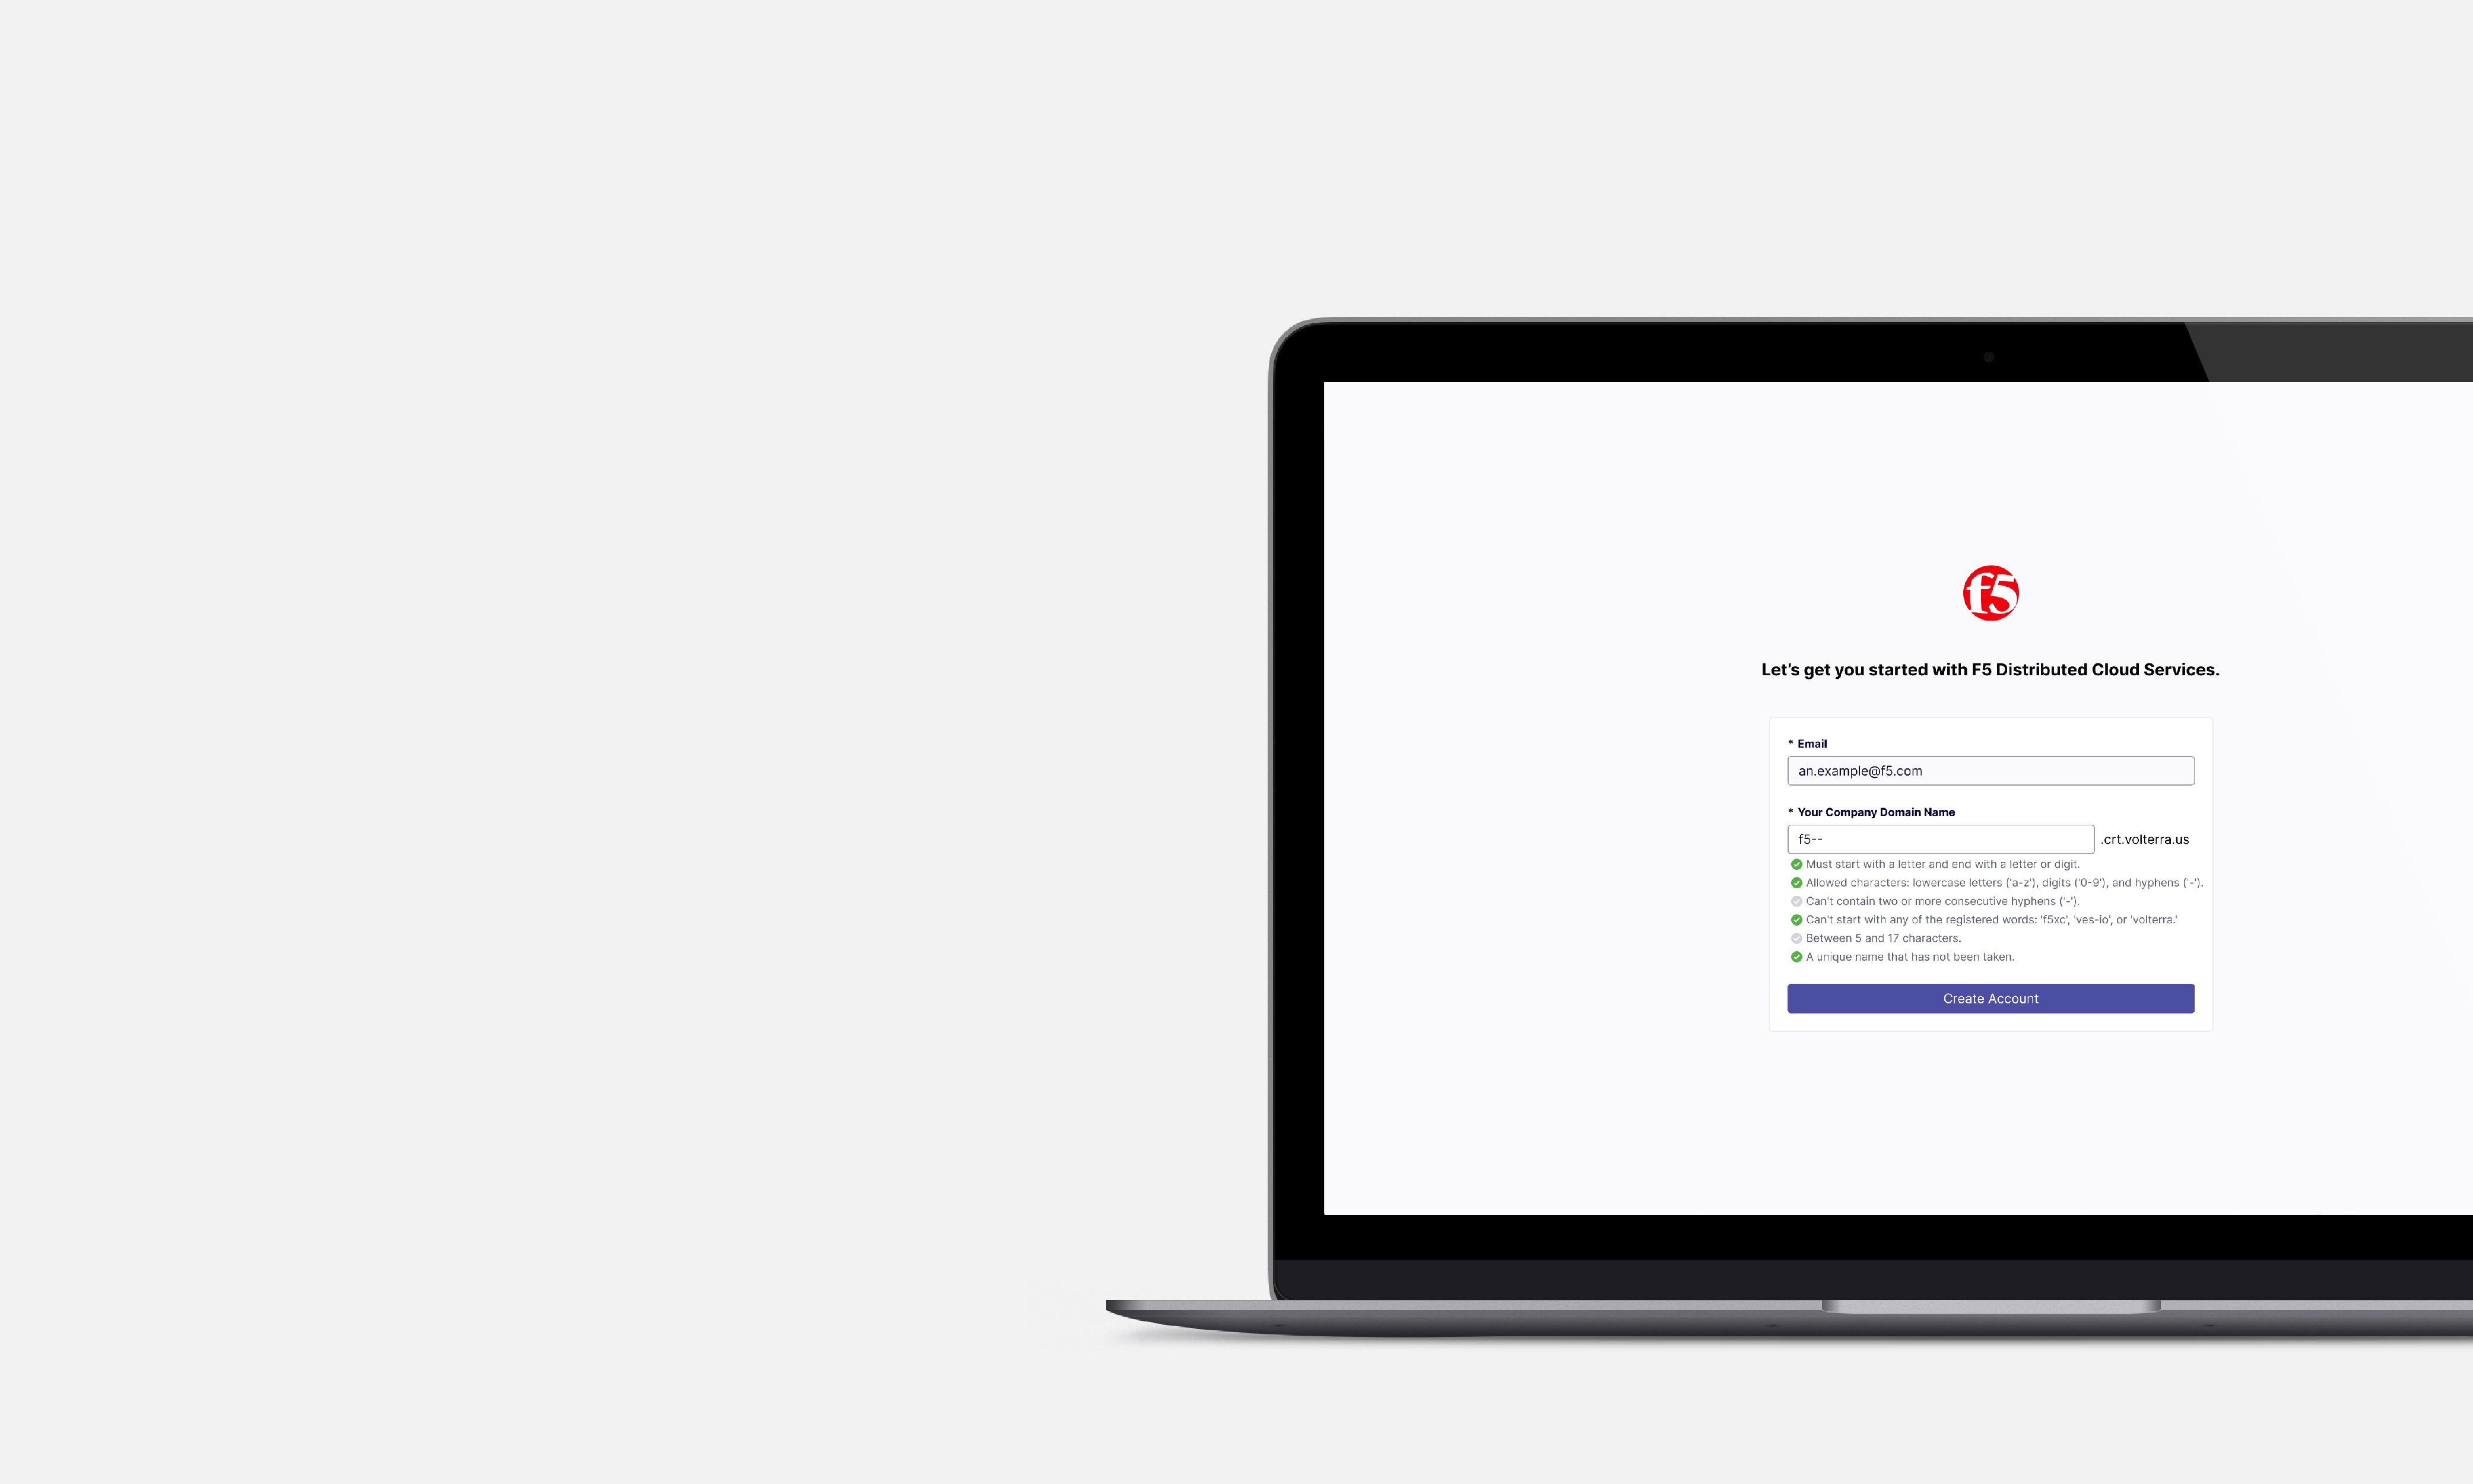 f5
Let's get you started with F5 Distributed Cloud Services.
* Email
an.example@f5.com
* Your Company Domain Name
f5-- .crt.volterra.us
Must start with a letter and end with a letter or digit.
Allowed characters: lowercase letters ('a-z'), digits ('0-9'), and hyphens ('-').
Can't contain two or more consecutive hyphens ('-').
Can't start with any of the registered words: 'f5xc', 'ves-io', or 'volterra.'
Between 5 and 17 characters.
A unique name that has not been taken.
Create Account